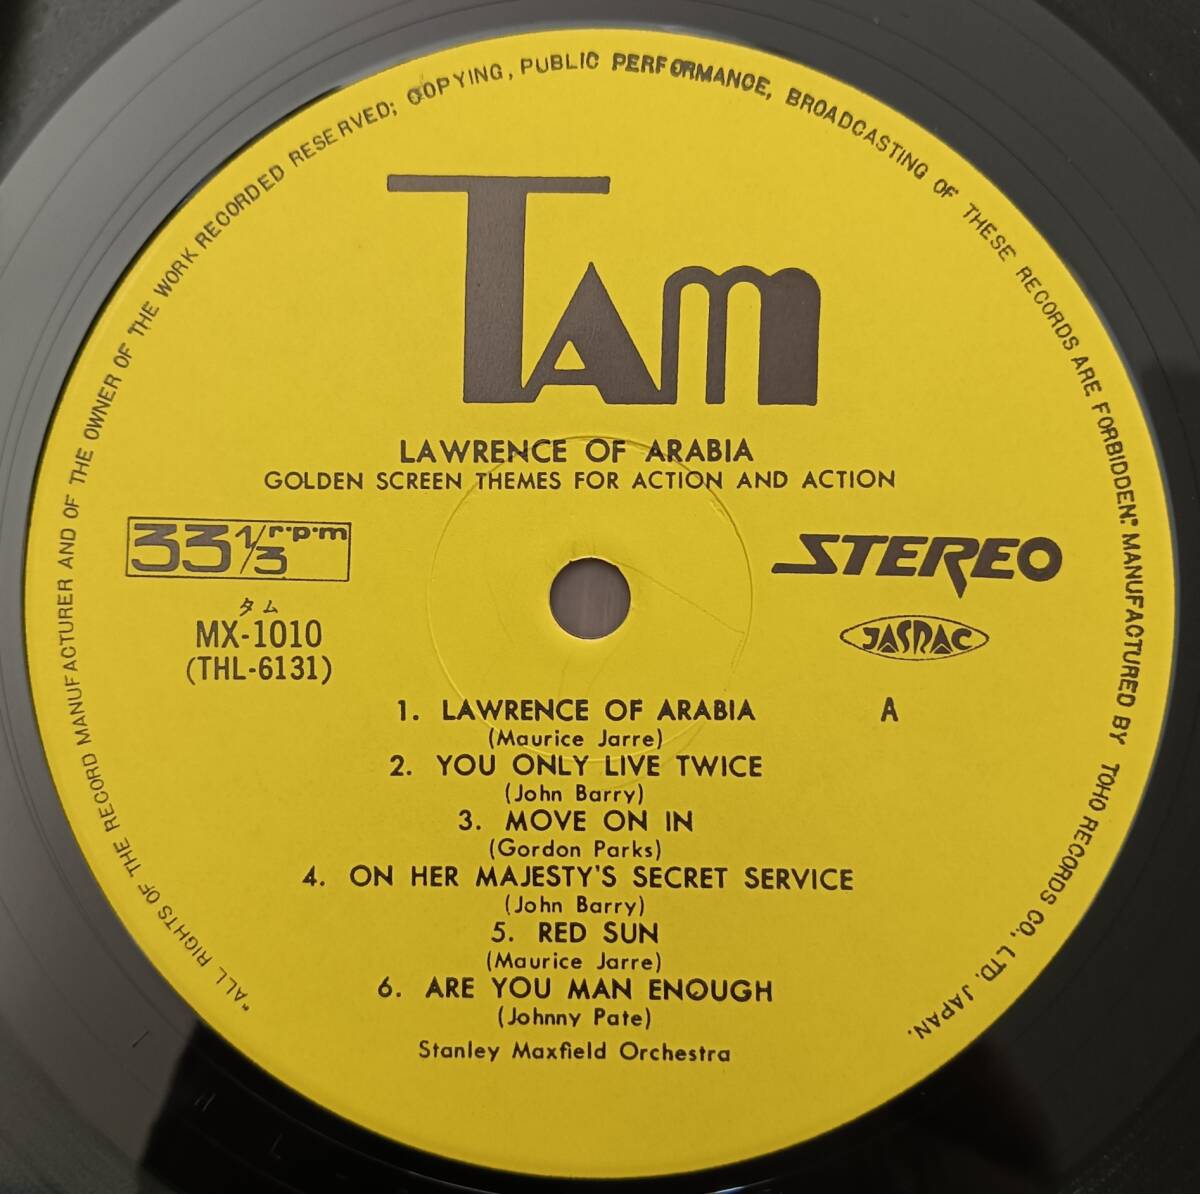 "ALL RIGHTS OF THE RECORD MANUFACTURER AND OF THE OWNER OF THE WORK RECORDED RESERVED; COPYING, PUBLIC PERFORMANCE, BROADCASTING OF THESE RECORDS ARE FORBIDDEN." MANUFACTURED BY TOHO RECORDS CO., LTD. JAPAN.
TAM
LAWRENCE OF ARABIA
GOLDEN SCREEN THEMES FOR ACTION AND ACTION
33 1/3 r·p·m
STEREO
タム
MX-1010
(THL-6131)
JASRAC
A
1. LAWRENCE OF ARABIA
(Maurice Jarre)
2. YOU ONLY LIVE TWICE
(John Barry)
3. MOVE ON IN
(Gordon Parks)
4. ON HER MAJESTY'S SECRET SERVICE
(John Barry)
5. RED SUN
(Maurice Jarre)
6. ARE YOU MAN ENOUGH
(Johnny Pate)
Stanley Maxfield Orchestra